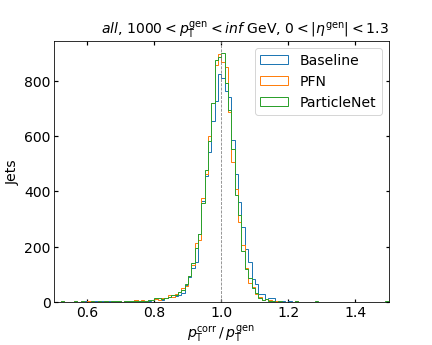 all, 1000 < p_T^gen < inf GeV, 0 < |η^gen| < 1.3
Baseline
PFN
ParticleNet
Jets
800
600
400
200
0
0.6 0.8 1.0 1.2 1.4
p_T^corr / p_T^gen